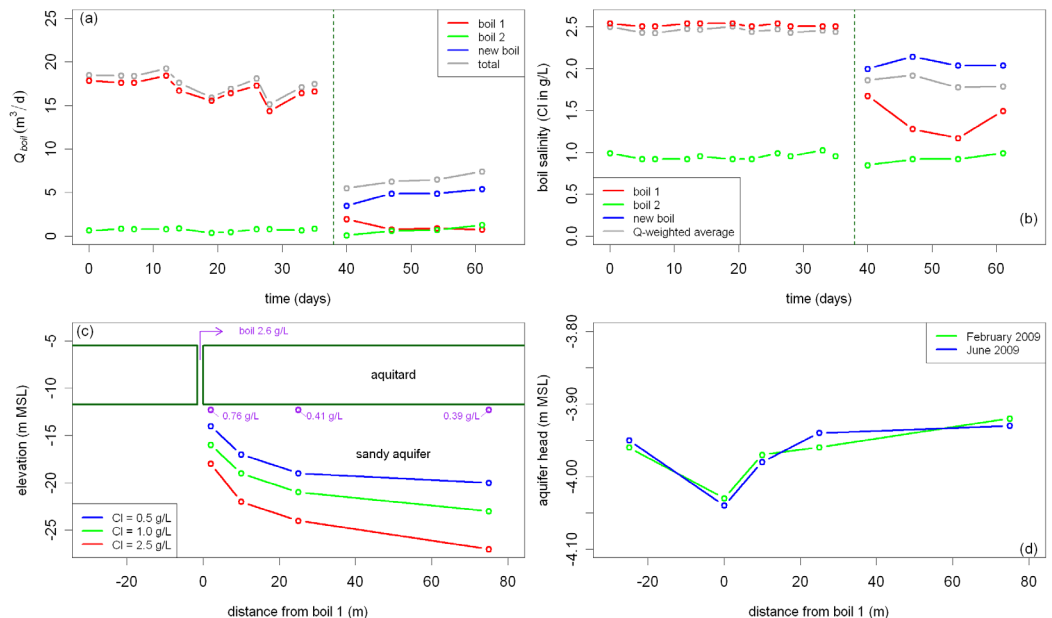 (a)
boil 1
boil 2
new boil
total
Q boil (m³/d)
0 5 10 15 20 25
0 10 20 30 40 50 60
time (days)
boil salinity (Cl in g/L)
0.0 0.5 1.0 1.5 2.0 2.5
boil 1
boil 2
new boil
Q-weighted average
(b)
0 10 20 30 40 50 60
time (days)
(c)
boil 2.6 g/L
aquitard
0.76 g/L
0.41 g/L
0.39 g/L
sandy aquifer
elevation (m MSL)
-25 -20 -15 -10 -5
Cl = 0.5 g/L
Cl = 1.0 g/L
Cl = 2.5 g/L
-20 0 20 40 60 80
distance from boil 1 (m)
February 2009
June 2009
aquifer head (m MSL)
-4.10 -4.00 -3.90 -3.80
(d)
-20 0 20 40 60 80
distance from boil 1 (m)